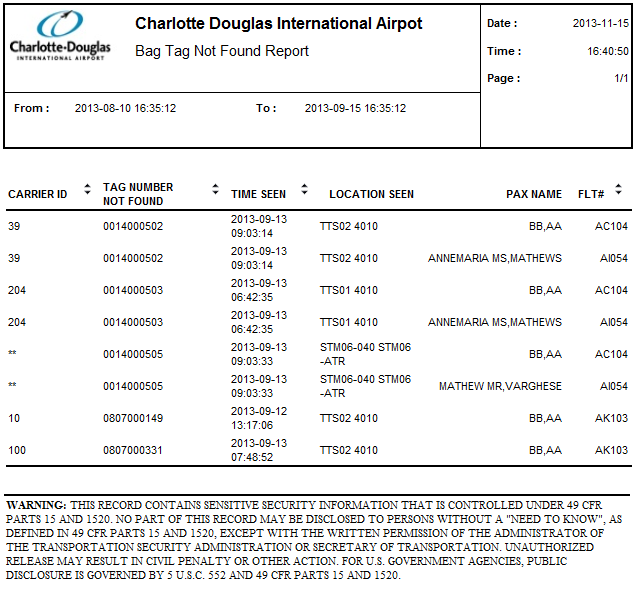 Charlotte-Douglas
INTERNATIONAL AIRPORT
Charlotte Douglas International Airpot
Bag Tag Not Found Report
Date : 2013-11-15
Time : 16:40:50
Page : 1/1
From : 2013-08-10 16:35:12 To : 2013-09-15 16:35:12
CARRIER ID TAG NUMBER NOT FOUND TIME SEEN LOCATION SEEN PAX NAME FLT#
39 0014000502 2013-09-13 09:03:14 TTS02 4010 BB,AA AC104
39 0014000502 2013-09-13 09:03:14 TTS02 4010 ANNEMARIA MS,MATHEWS AI054
204 0014000503 2013-09-13 06:42:35 TTS01 4010 BB,AA AC104
204 0014000503 2013-09-13 06:42:35 TTS01 4010 ANNEMARIA MS,MATHEWS AI054
** 0014000505 2013-09-13 09:03:33 STM06-040 STM06 -ATR BB,AA AC104
** 0014000505 2013-09-13 09:03:33 STM06-040 STM06 -ATR MATHEW MR,VARGHESE AI054
10 0807000149 2013-09-12 13:17:06 TTS02 4010 BB,AA AK103
100 0807000331 2013-09-13 07:48:52 TTS02 4010 BB,AA AK103
WARNING: THIS RECORD CONTAINS SENSITIVE SECURITY INFORMATION THAT IS CONTROLLED UNDER 49 CFR
PARTS 15 AND 1520. NO PART OF THIS RECORD MAY BE DISCLOSED TO PERSONS WITHOUT A "NEED TO KNOW", AS
DEFINED IN 49 CFR PARTS 15 AND 1520, EXCEPT WITH THE WRITTEN PERMISSION OF THE ADMINISTRATOR OF
THE TRANSPORTATION SECURITY ADMINISTRATION OR SECRETARY OF TRANSPORTATION. UNAUTHORIZED
RELEASE MAY RESULT IN CIVIL PENALTY OR OTHER ACTION. FOR U.S. GOVERNMENT AGENCIES, PUBLIC
DISCLOSURE IS GOVERNED BY 5 U.S.C. 552 AND 49 CFR PARTS 15 AND 1520.